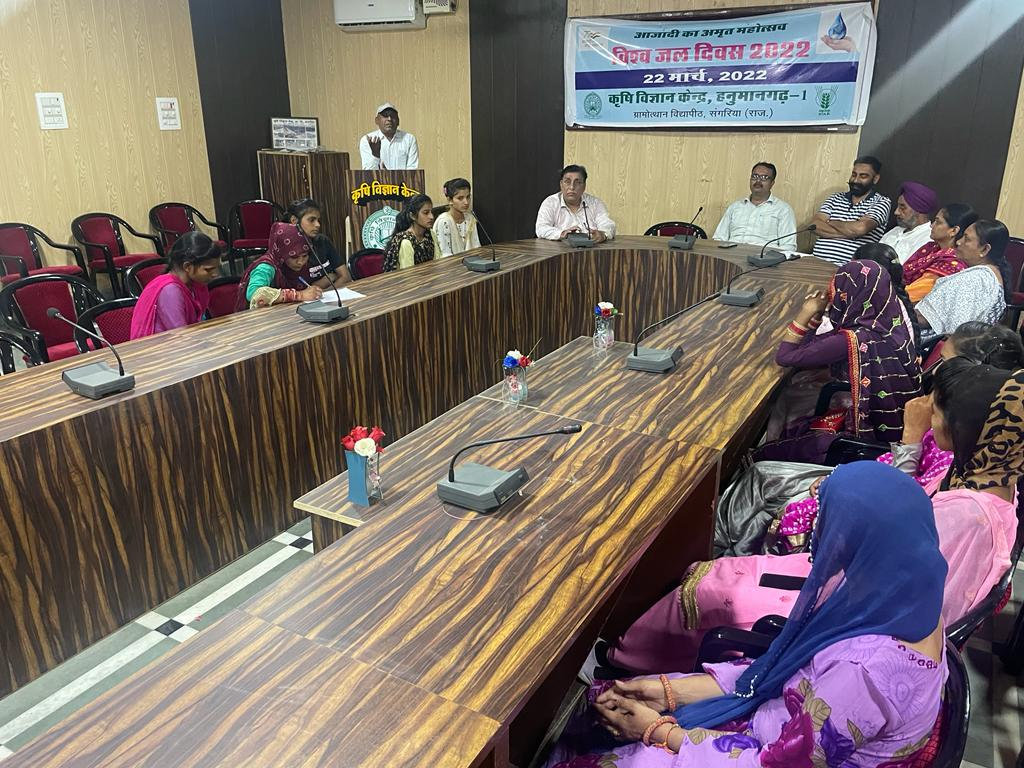 आजादी का अमृत महोत्सव
विश्व जल दिवस 2022
22 मार्च, 2022
कृषि विज्ञान केन्द्र, हनुमानगढ़-1
ग्रामोत्थान विद्यापीठ, संगरिया (राज.)
कृषि विज्ञान केन्द्र